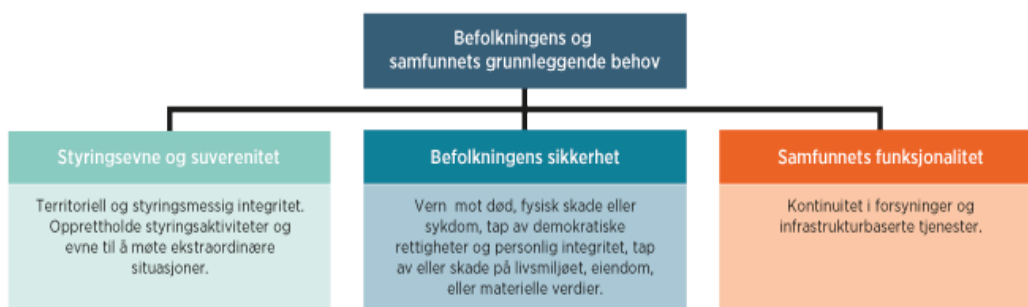 Befolkningens og
samfunnets grunnleggende behov
Styringsevne og suverenitet
Territoriell og styringsmessig integritet.
Opprettholde styringsaktiviteter og
evne til å møte ekstraordinære
situasjoner.
Befolkningens sikkerhet
Vern mot død, fysisk skade eller
sykdom, tap av demokratiske
rettigheter og personlig integritet, tap
av eller skade på livsmiljøet, eiendom,
eller materielle verdier.
Samfunnets funksjonalitet
Kontinuitet i forsyninger og
infrastrukturbaserte tjenester.